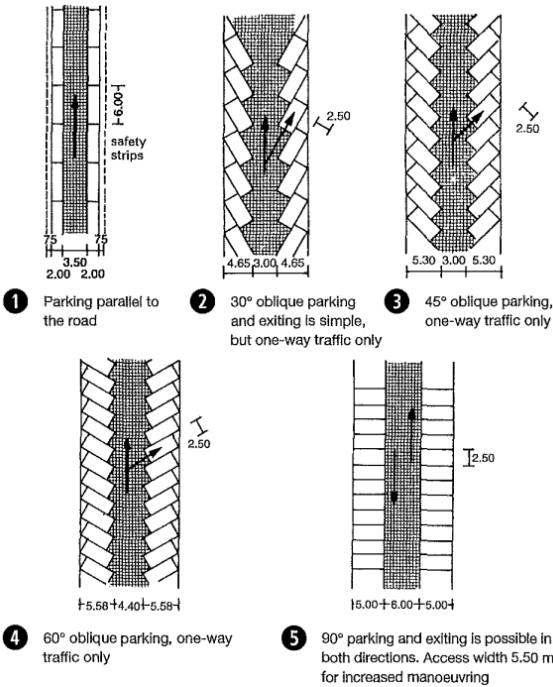 6.00
safety
strips
75 75
3.50
2.00 2.00
1 Parking parallel to
the road
2.50
4.65 3.00 4.65
2 30° oblique parking
and exiting is simple,
but one-way traffic only
2.50
5.30 3.00 5.30
3 45° oblique parking,
one-way traffic only
2.50
5.58 4.40 5.58
4 60° oblique parking, one-way
traffic only
2.50
5.00 6.00 5.00
5 90° parking and exiting is possible in
both directions. Access width 5.50 m
for increased manoeuvring